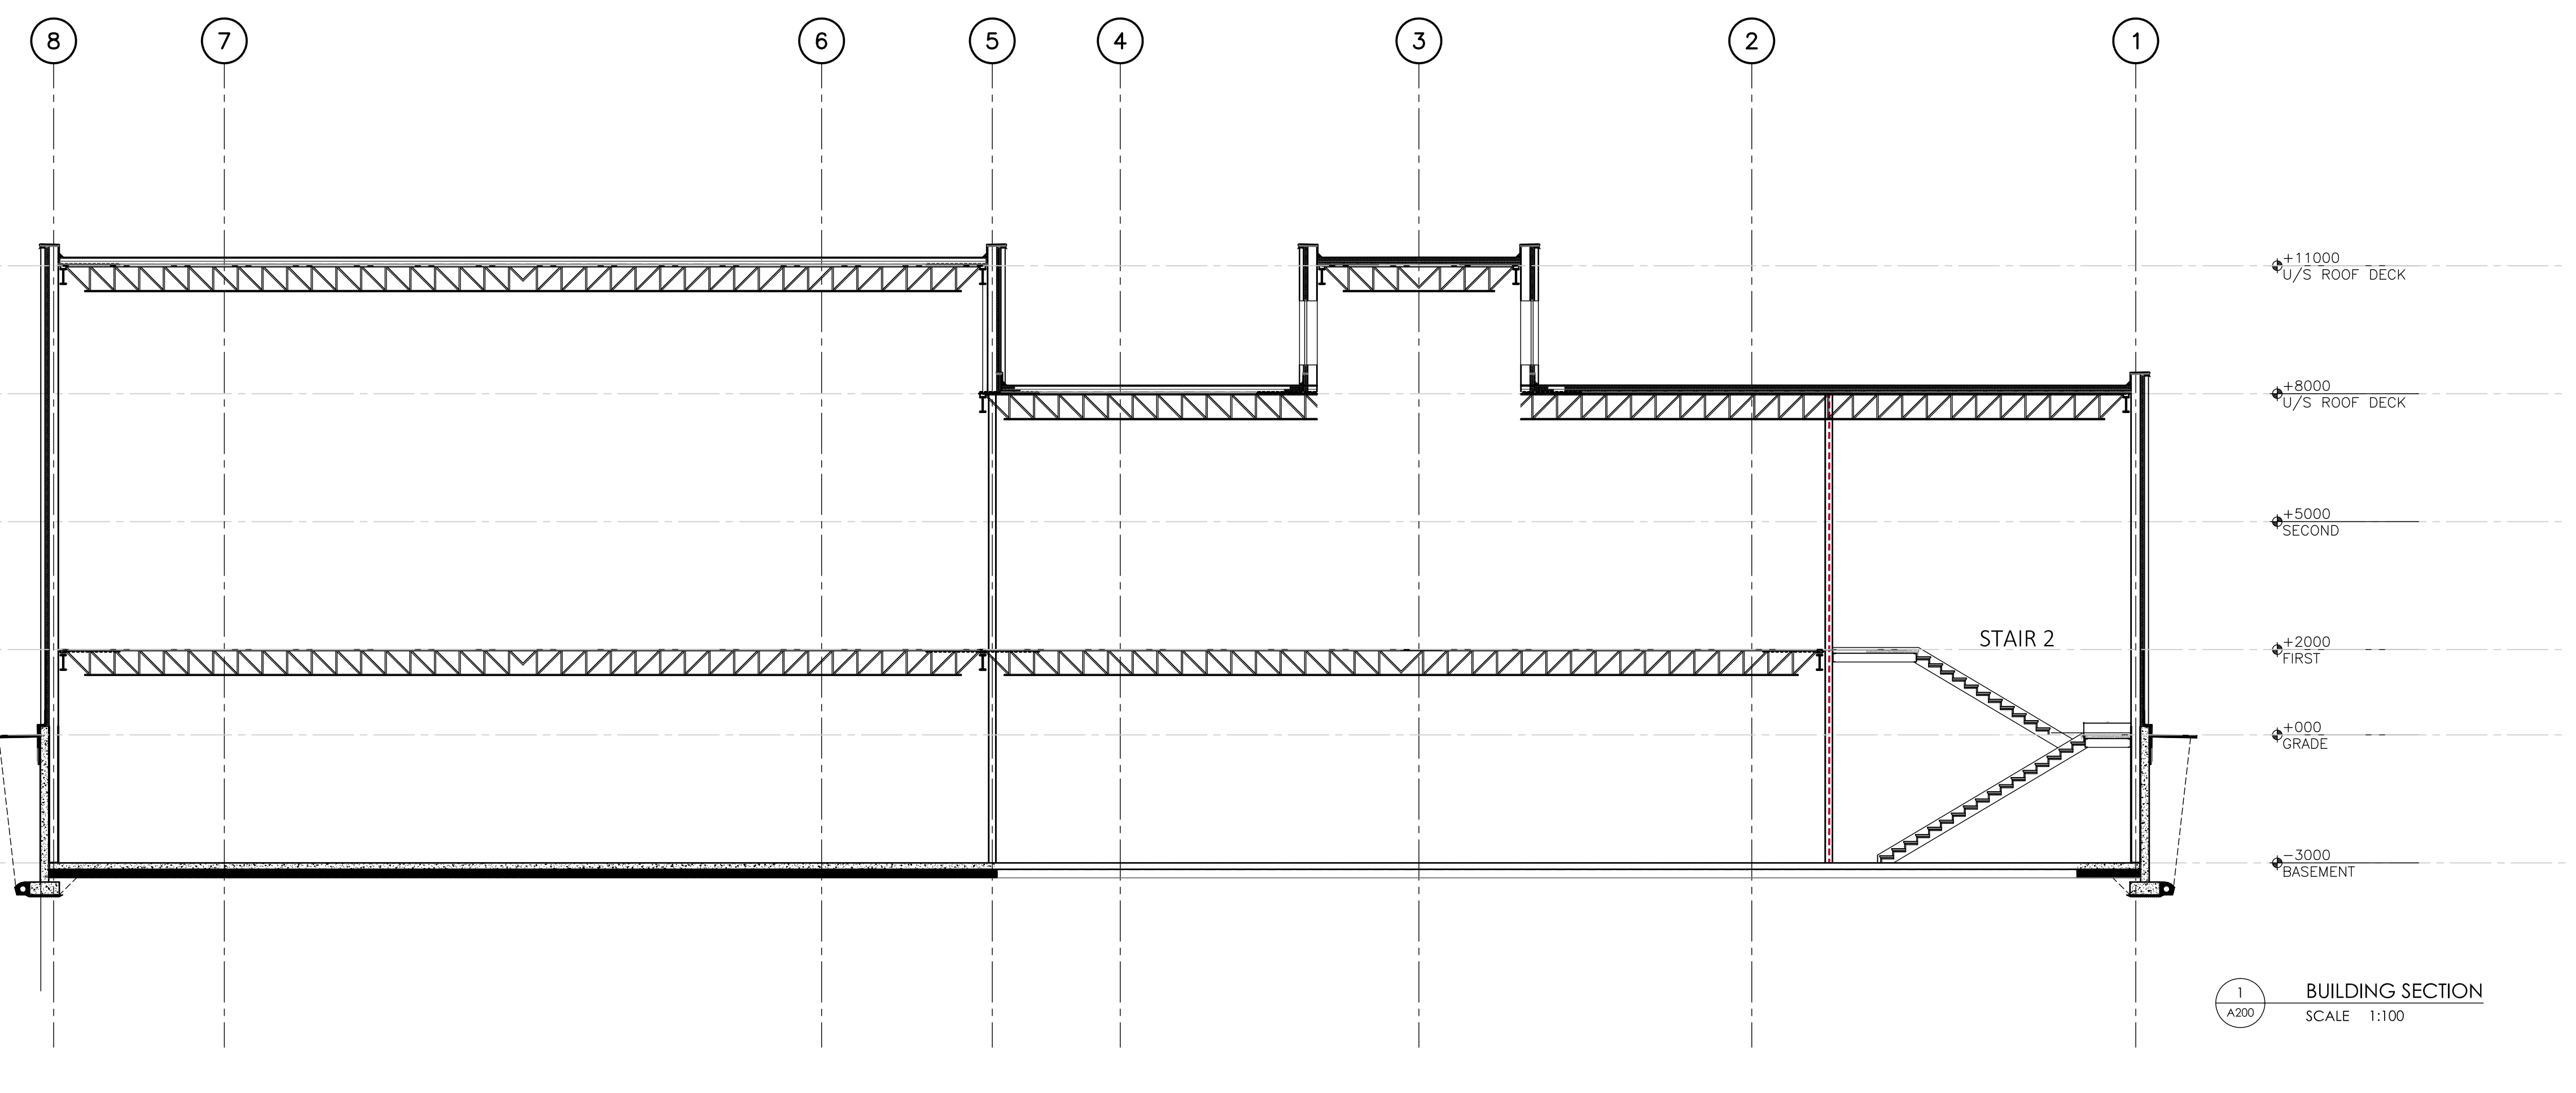 8 7 6 5 4 3 2 1
+11000
U/S ROOF DECK
+8000
U/S ROOF DECK
+5000
SECOND
STAIR 2
+2000
FIRST
+000
GRADE
−3000
BASEMENT
1
A200
BUILDING SECTION
SCALE 1:100